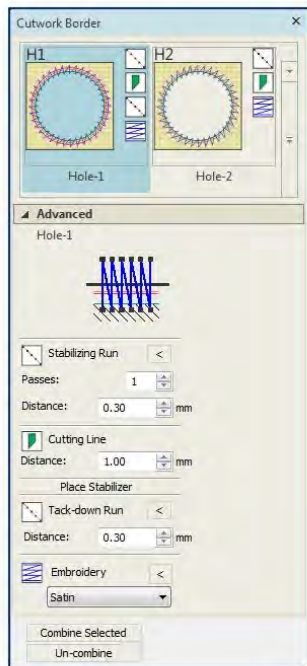 Cutwork Border
H1 H2
Hole-1 Hole-2
Advanced
Hole-1
Stabilizing Run <
Passes: 1
Distance: 0.30 mm
Cutting Line
Distance: 1.00 mm
Place Stabilizer
Tack-down Run <
Distance: 0.30 mm
Embroidery <
Satin
Combine Selected
Un-combine